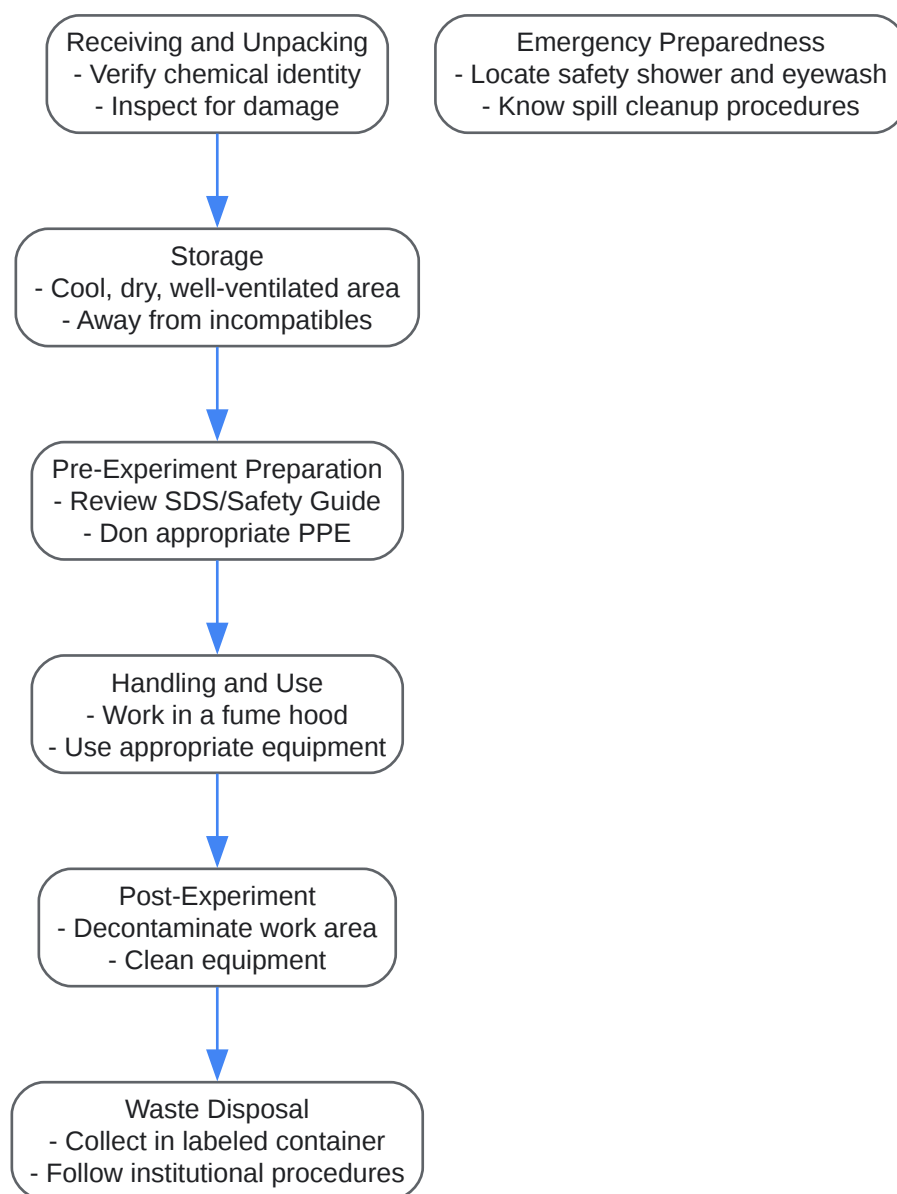 Receiving and Unpacking
- Verify chemical identity
- Inspect for damage
Emergency Preparedness
- Locate safety shower and eyewash
- Know spill cleanup procedures
Storage
- Cool, dry, well-ventilated area
- Away from incompatibles
Pre-Experiment Preparation
- Review SDS/Safety Guide
- Don appropriate PPE
Handling and Use
- Work in a fume hood
- Use appropriate equipment
Post-Experiment
- Decontaminate work area
- Clean equipment
Waste Disposal
- Collect in labeled container
- Follow institutional procedures